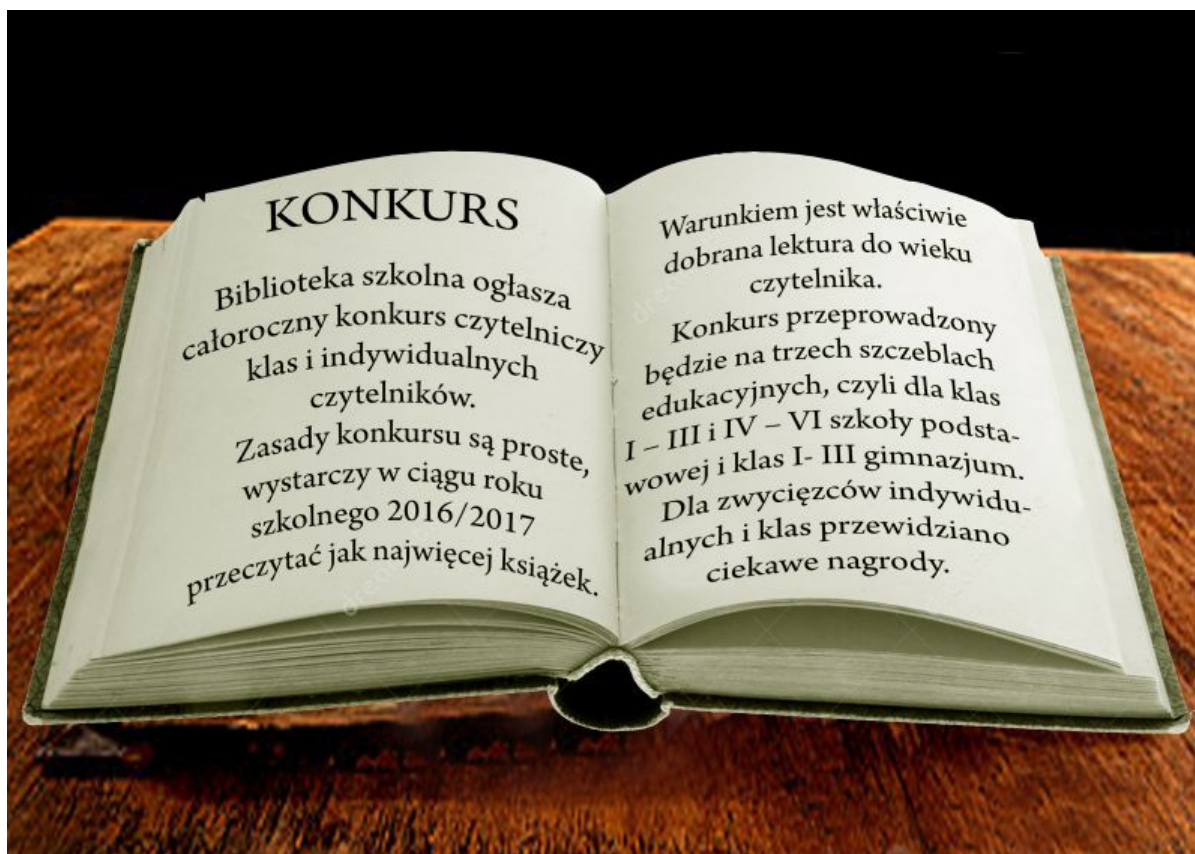 KONKURS
Biblioteka szkolna ogłasza
całoroczny konkurs czytelniczy
klas i indywidualnych
czytelników.
Zasady konkursu są proste,
wystarczy w ciągu roku
szkolnego 2016/2017
przeczytać jak najwięcej książek.
Warunkiem jest właściwie
dobrana lektura do wieku
czytelnika.
Konkurs przeprowadzony
będzie na trzech szczeblach
edukacyjnych, czyli dla klas
I – III i IV – VI szkoły podsta-
wowej i klas I- III gimnazjum.
Dla zwycięzców indywidu-
alnych i klas przewidziano
ciekawe nagrody.